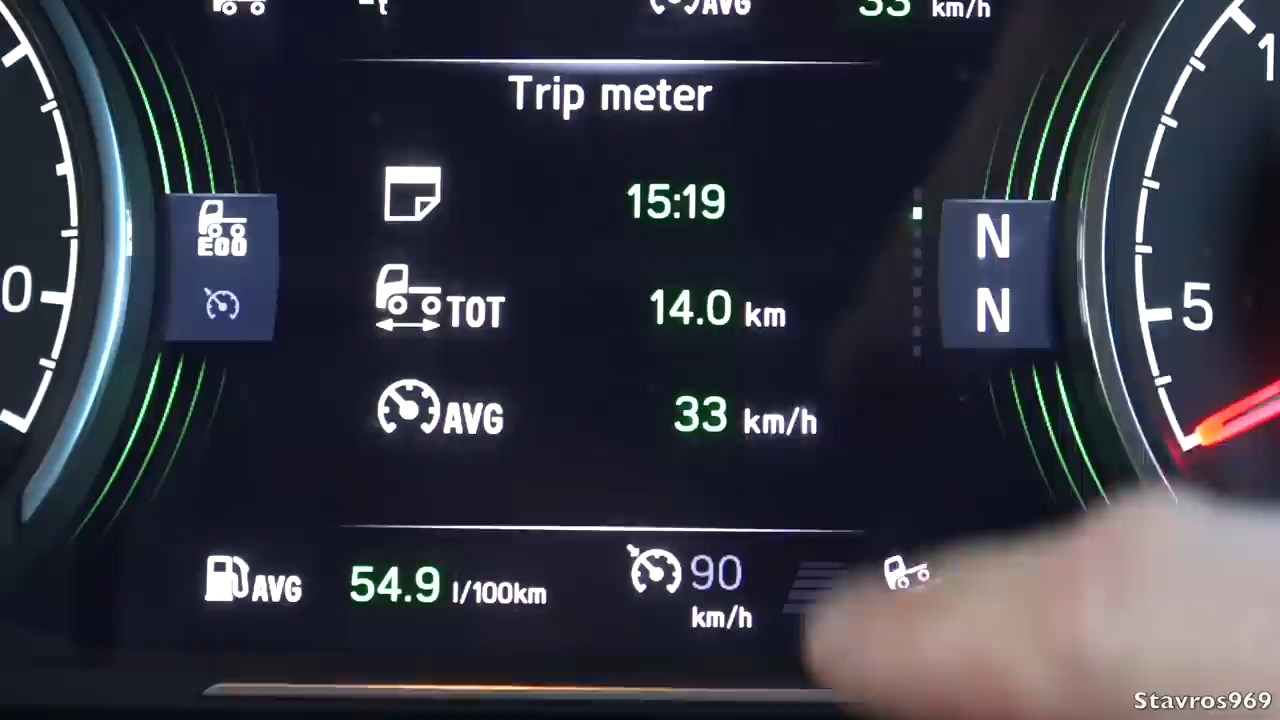 AVG 33 km/h
Trip meter
15:19
TOT 14.0 km
AVG 33 km/h
ECO
N
N
0
1
5
AVG 54.9 l/100km
90 km/h
Stavros969